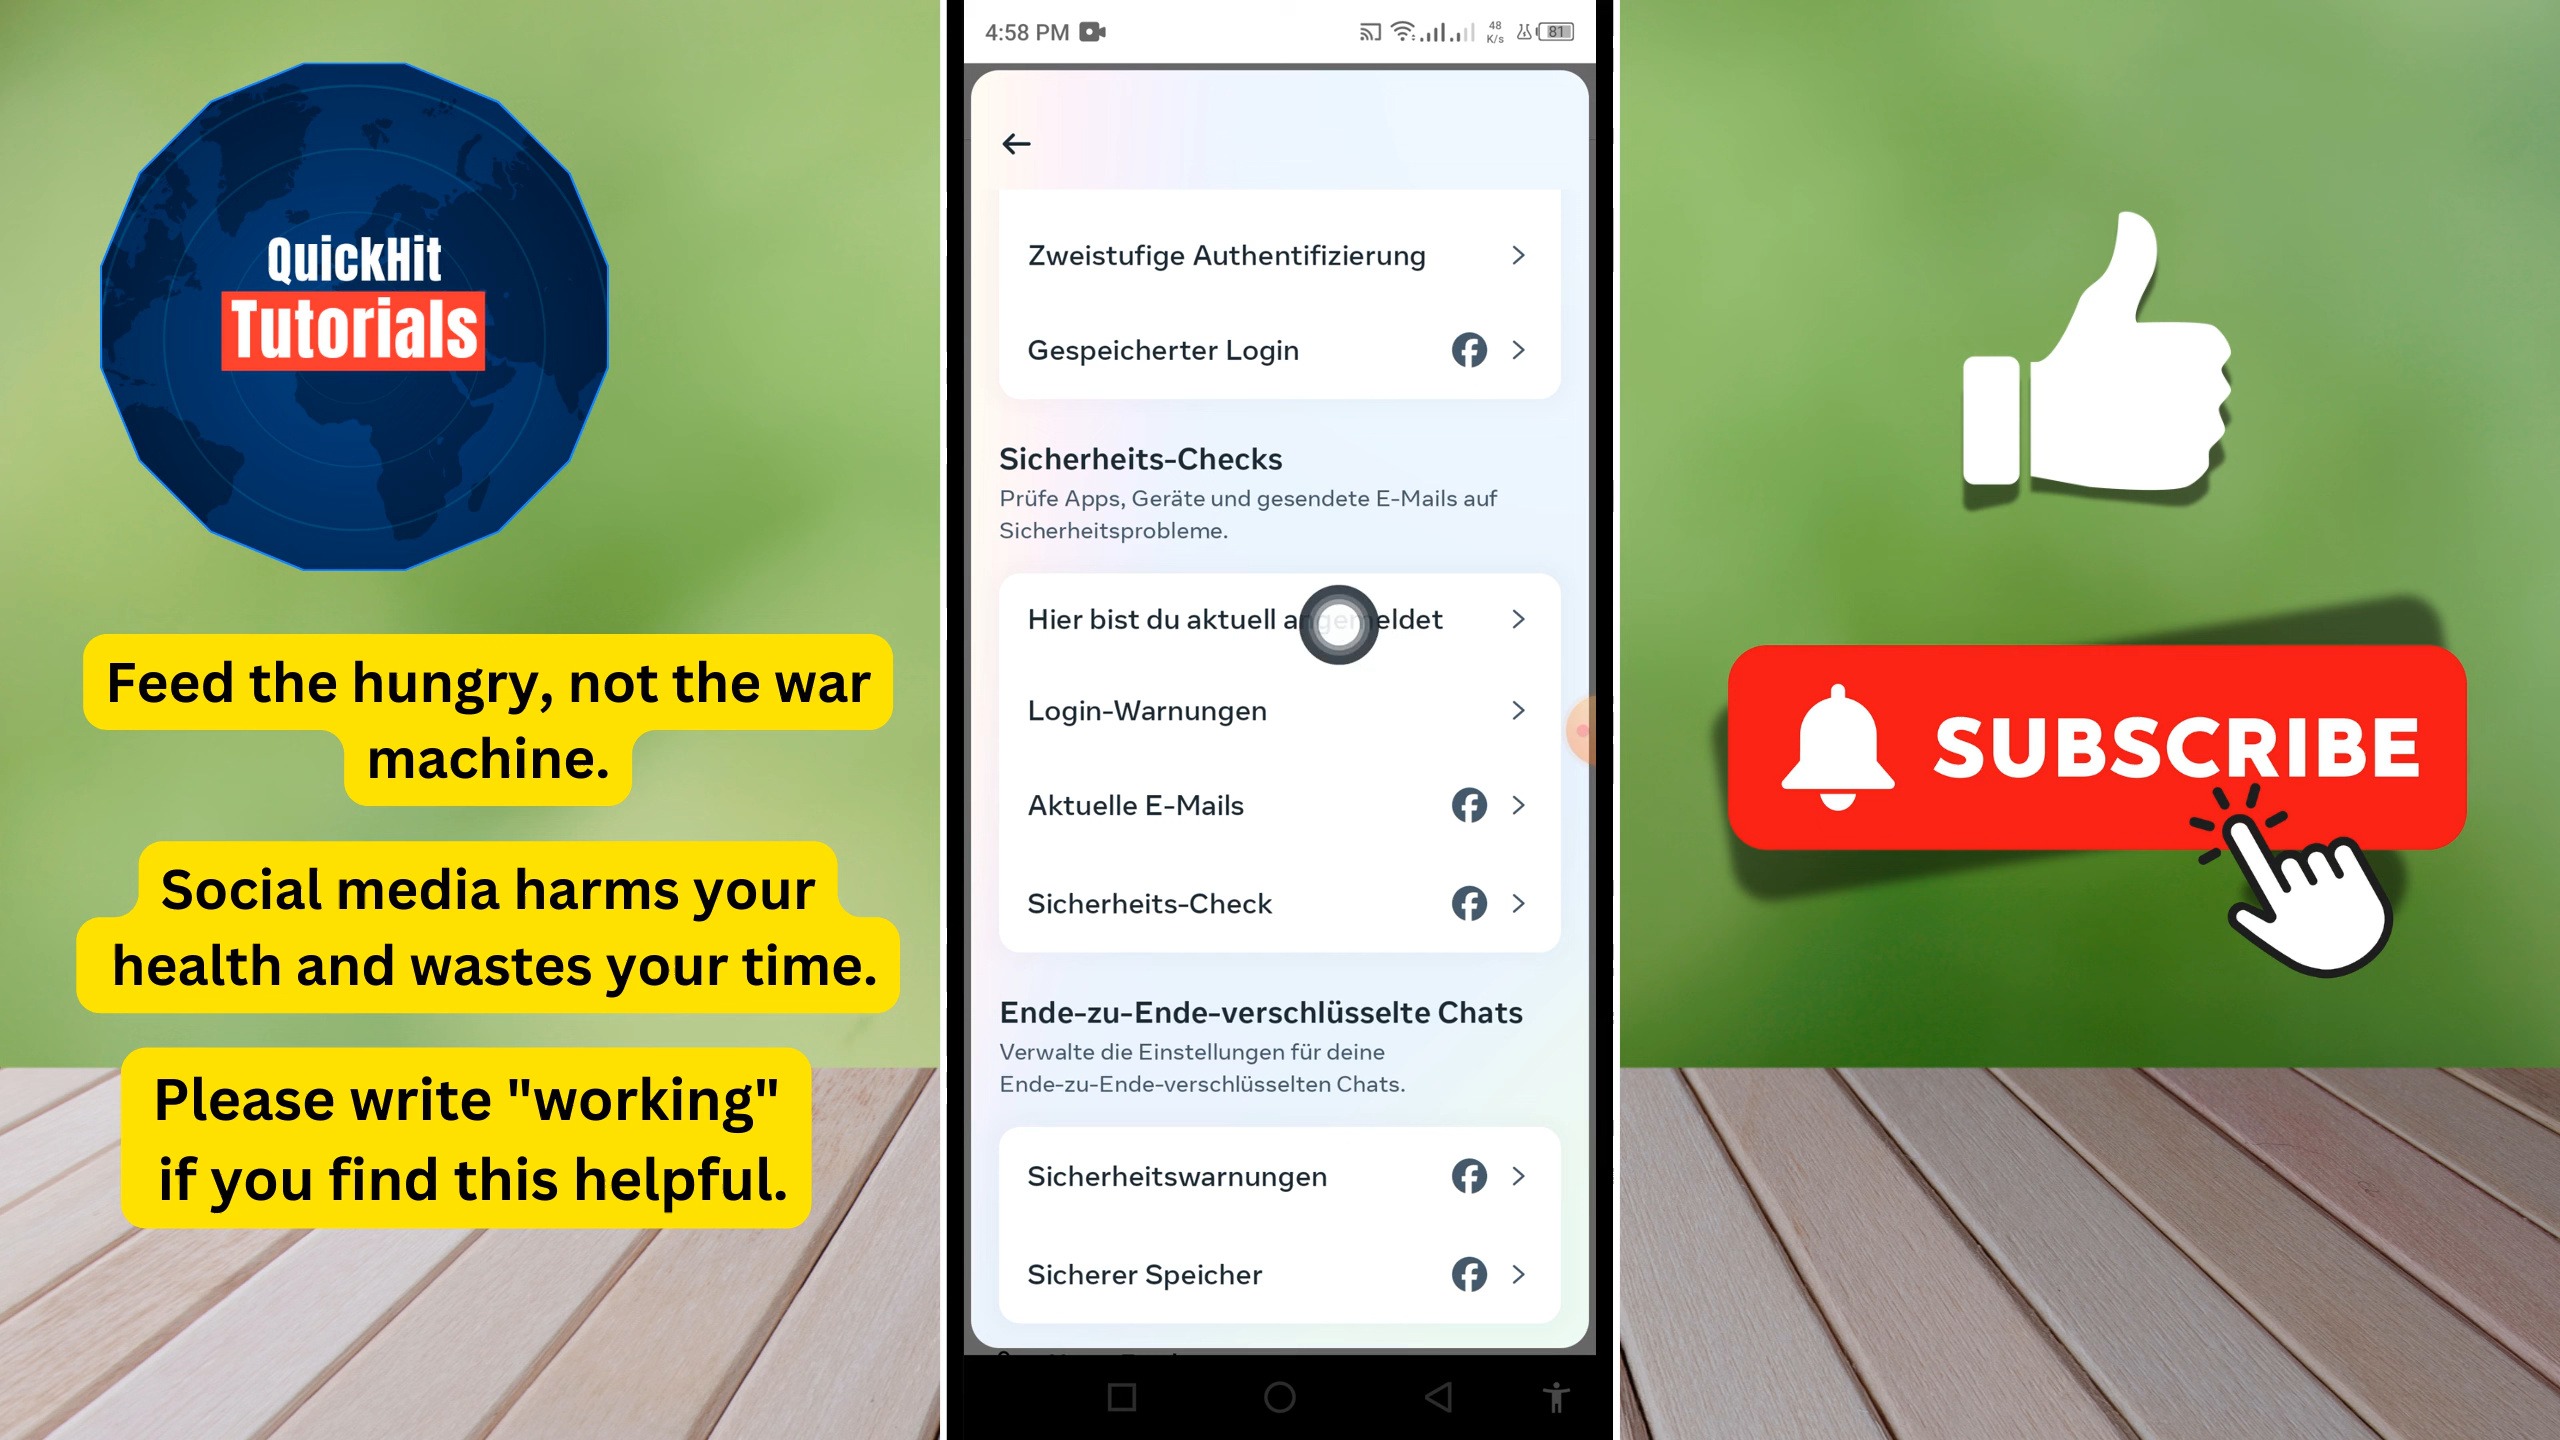 QuickHit
Tutorials
Feed the hungry, not the war
machine.
Social media harms your
health and wastes your time.
Please write "working"
if you find this helpful.
4:58 PM
48
K/s
81
Zweistufige Authentifizierung
Gespeicherter Login
Sicherheits-Checks
Prüfe Apps, Geräte und gesendete E-Mails auf
Sicherheitsprobleme.
Hier bist du aktuell angemeldet
Login-Warnungen
Aktuelle E-Mails
Sicherheits-Check
Ende-zu-Ende-verschlüsselte Chats
Verwalte die Einstellungen für deine
Ende-zu-Ende-verschlüsselten Chats.
Sicherheitswarnungen
Sicherer Speicher
SUBSCRIBE